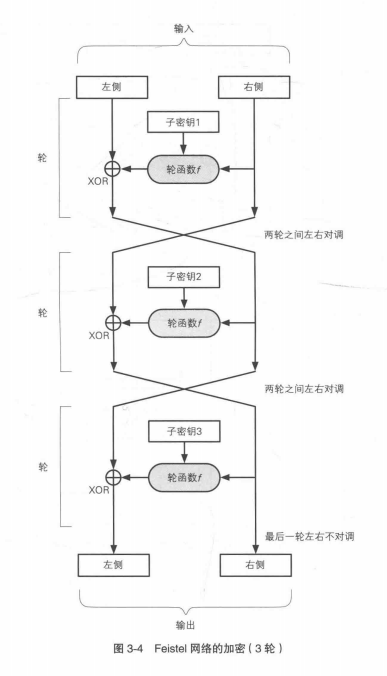 输入
左侧 右侧
子密钥1
轮
轮函数f
XOR
两轮之间左右对调
子密钥2
轮
轮函数f
XOR
两轮之间左右对调
子密钥3
轮
轮函数f
XOR
最后一轮左右不对调
左侧 右侧
输出
图 3-4 Feistel 网络的加密（3 轮）